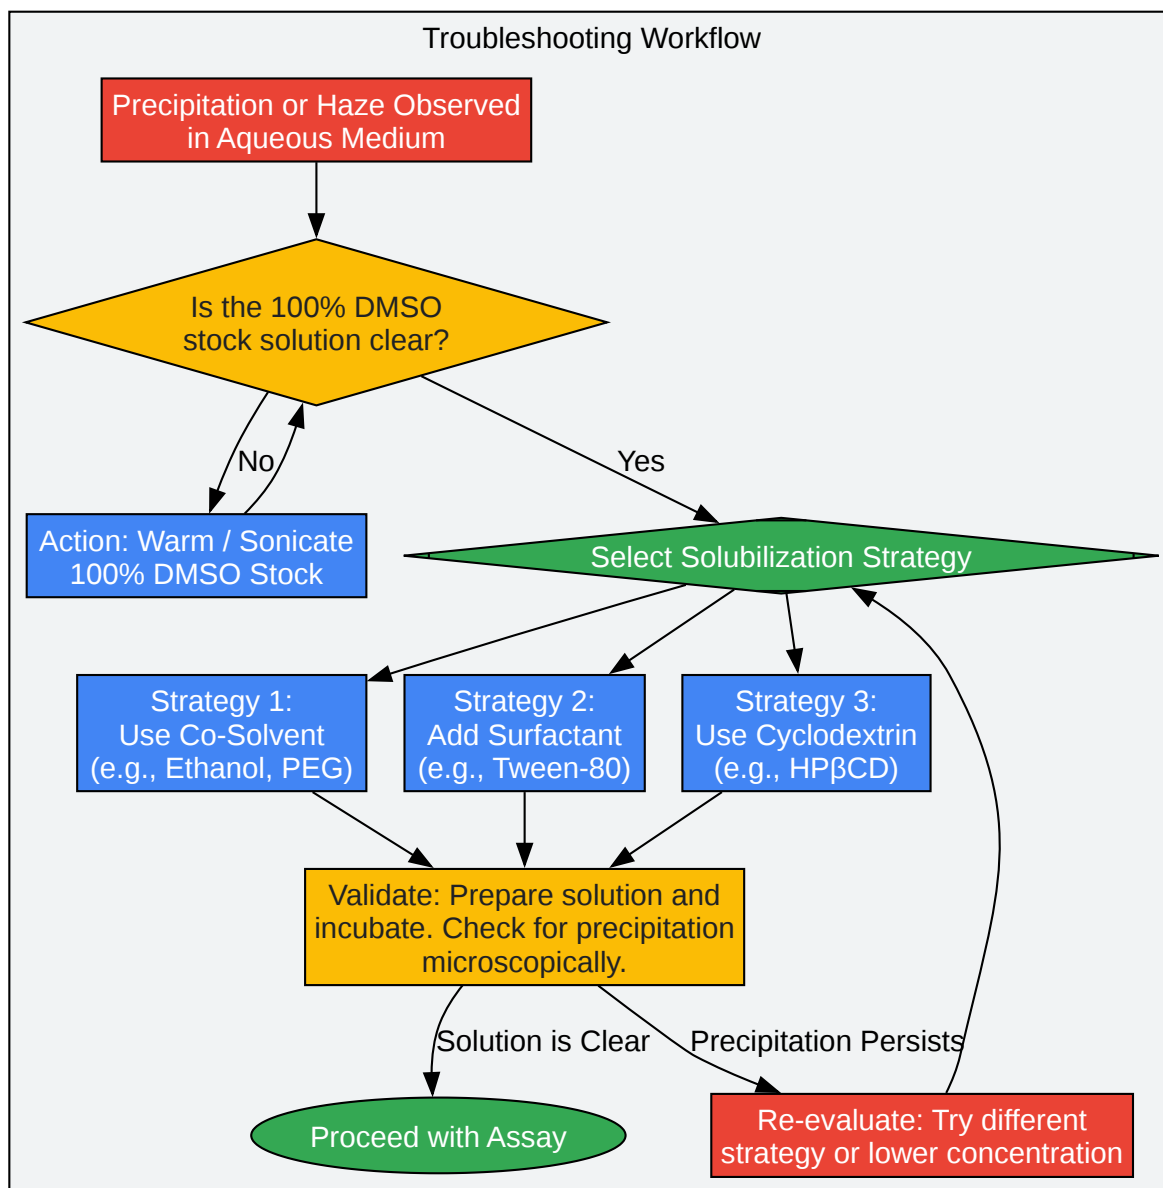 Troubleshooting Workflow
Precipitation or Haze Observed
in Aqueous Medium
Is the 100% DMSO
stock solution clear?
No
Yes
Action: Warm / Sonicate
100% DMSO Stock
Select Solubilization Strategy
Strategy 1:
Use Co-Solvent
(e.g., Ethanol, PEG)
Strategy 2:
Add Surfactant
(e.g., Tween-80)
Strategy 3:
Use Cyclodextrin
(e.g., HPβCD)
Validate: Prepare solution and
incubate. Check for precipitation
microscopically.
Solution is Clear
Precipitation Persists
Proceed with Assay
Re-evaluate: Try different
strategy or lower concentration